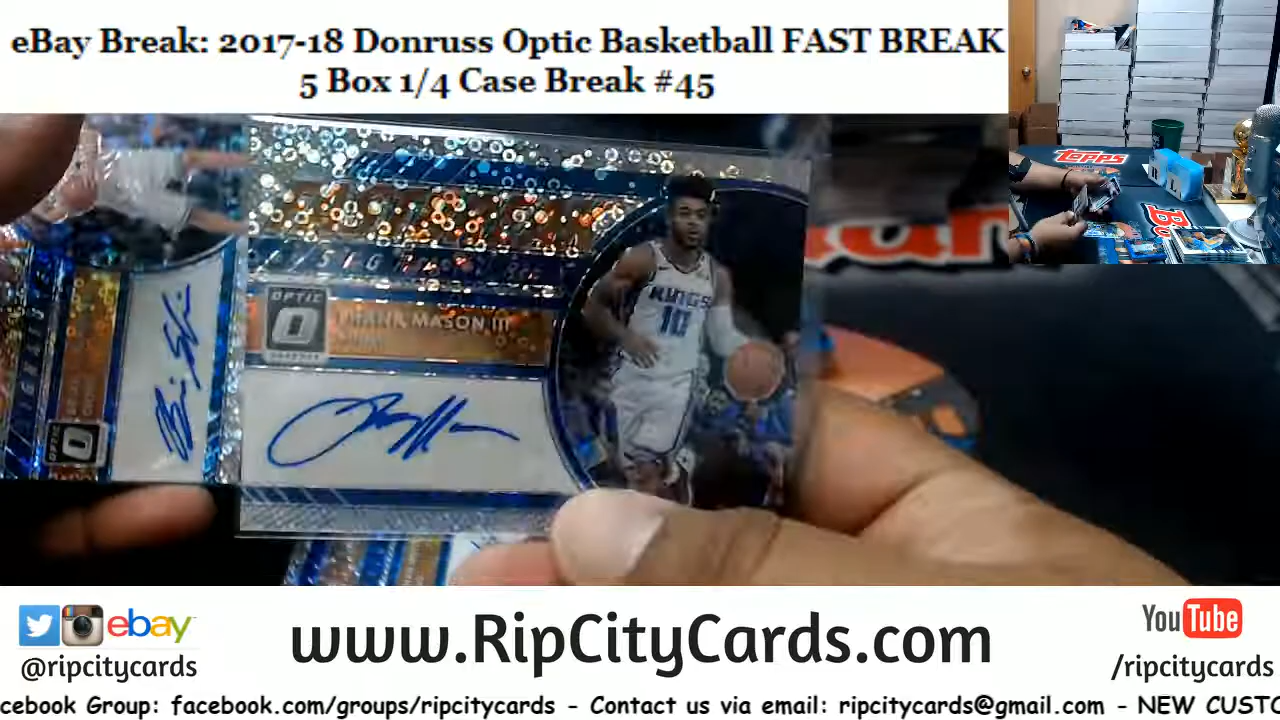 eBay Break: 2017-18 Donruss Optic Basketball FAST BREAK
5 Box 1/4 Case Break #45
topps
KINGS
10
OPTIC
FRANK MASON III
OPTIC
ebay
@ripcitycards
www.RipCityCards.com
YouTube
/ripcitycards
cebook Group: facebook.com/groups/ripcitycards - Contact us via email: ripcitycards@gmail.com - NEW CUSTO